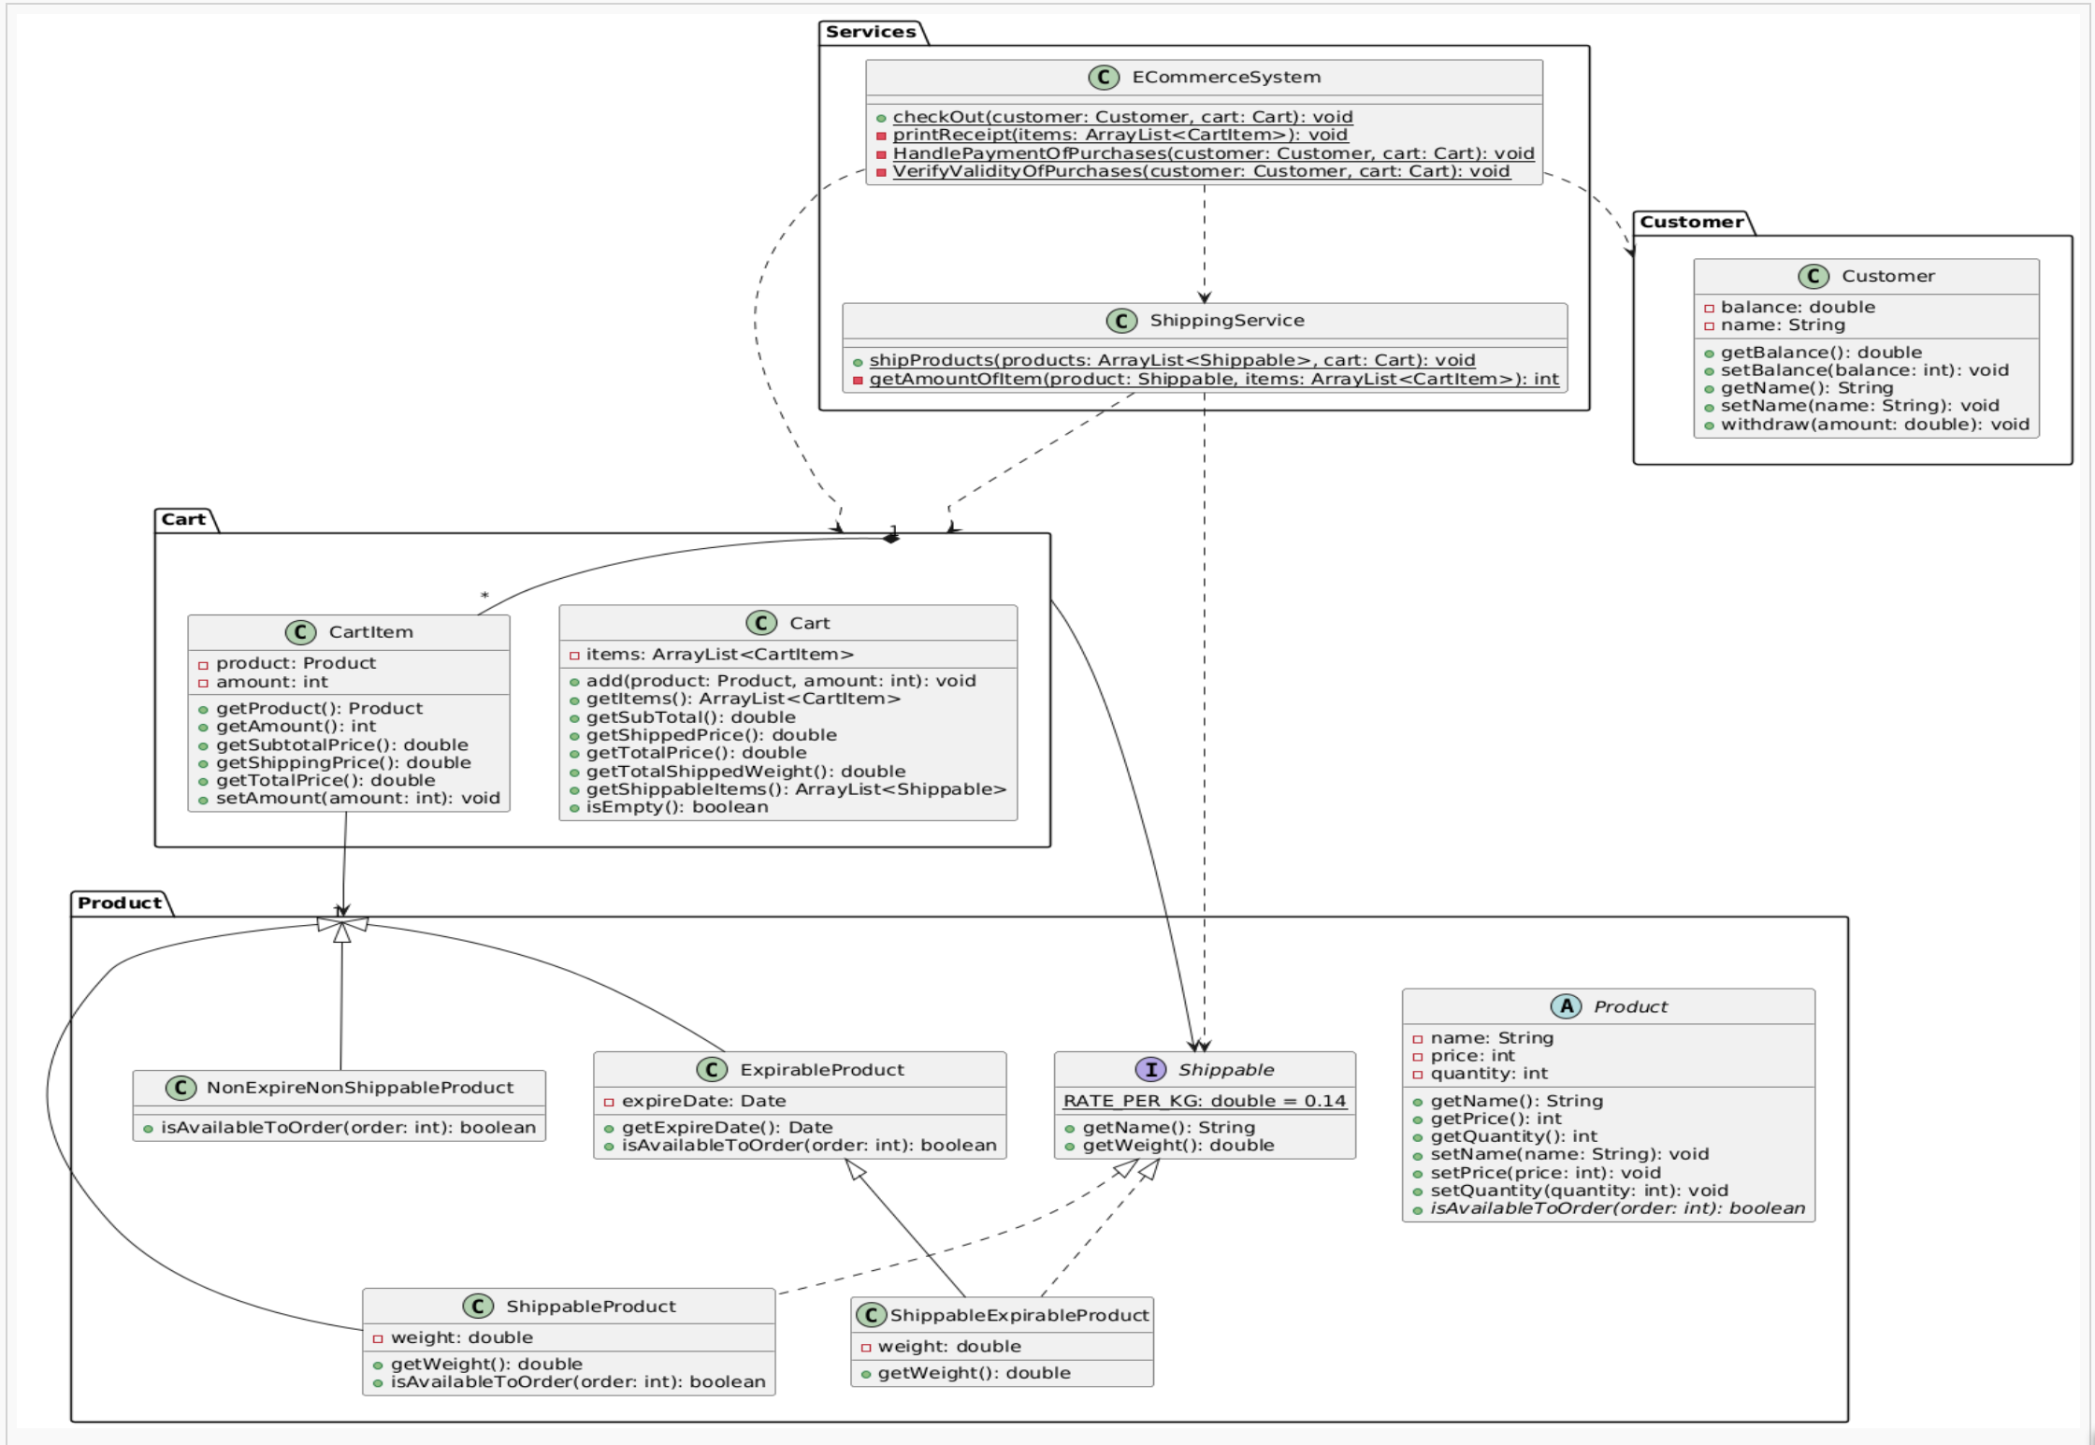 Services
C ECommerceSystem
checkOut(customer: Customer, cart: Cart): void
printReceipt(items: ArrayList<CartItem>): void
HandlePaymentOfPurchases(customer: Customer, cart: Cart): void
VerifyValidityOfPurchases(customer: Customer, cart: Cart): void
Customer
C Customer
balance: double
name: String
getBalance(): double
setBalance(balance: int): void
getName(): String
setName(name: String): void
withdraw(amount: double): void
C ShippingService
shipProducts(products: ArrayList<Shippable>, cart: Cart): void
getAmountOfItem(product: Shippable, items: ArrayList<CartItem>): int
Cart
1
*
C CartItem
product: Product
amount: int
getProduct(): Product
getAmount(): int
getSubtotalPrice(): double
getShippingPrice(): double
getTotalPrice(): double
setAmount(amount: int): void
C Cart
items: ArrayList<CartItem>
add(product: Product, amount: int): void
getItems(): ArrayList<CartItem>
getSubTotal(): double
getShippedPrice(): double
getTotalPrice(): double
getTotalShippedWeight(): double
getShippableItems(): ArrayList<Shippable>
isEmpty(): boolean
Product
C NonExpireNonShippableProduct
isAvailableToOrder(order: int): boolean
C ExpirableProduct
expireDate: Date
getExpireDate(): Date
isAvailableToOrder(order: int): boolean
I Shippable
RATE_PER_KG: double = 0.14
getName(): String
getWeight(): double
A Product
name: String
price: int
quantity: int
getName(): String
getPrice(): int
getQuantity(): int
setName(name: String): void
setPrice(price: int): void
setQuantity(quantity: int): void
isAvailableToOrder(order: int): boolean
C ShippableProduct
weight: double
getWeight(): double
isAvailableToOrder(order: int): boolean
C ShippableExpirableProduct
weight: double
getWeight(): double